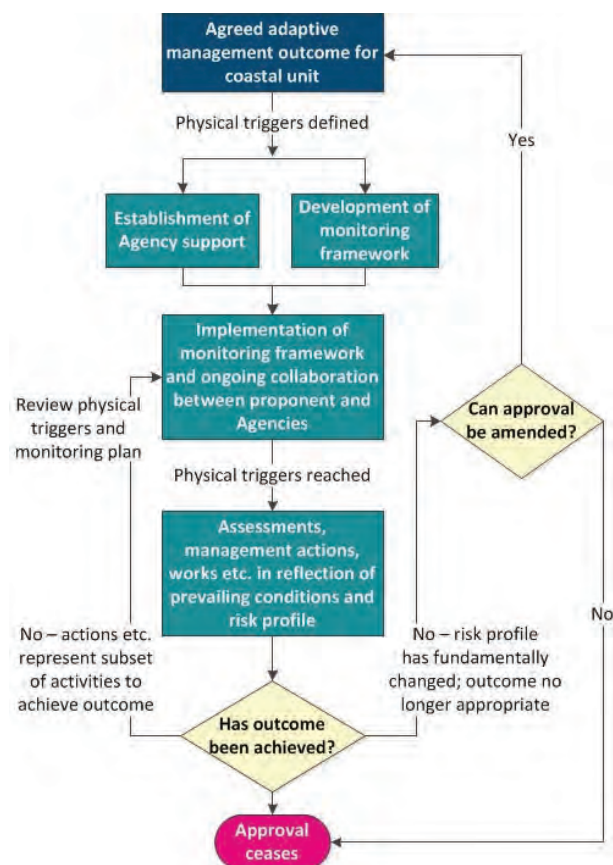 Agreed adaptive
management outcome for
coastal unit
Physical triggers defined
Yes
Establishment of
Agency support
Development of
monitoring
framework
Implementation of
monitoring framework
and ongoing collaboration
between proponent and
Agencies
Review physical
triggers and
monitoring plan
Can approval
be amended?
Physical triggers reached
Assessments,
management actions,
works etc. in reflection of
prevailing conditions and
risk profile
No – actions etc.
represent subset
of activities to
achieve outcome
No – risk profile
has fundamentally
changed; outcome no
longer appropriate
No
Has outcome
been achieved?
Approval
ceases